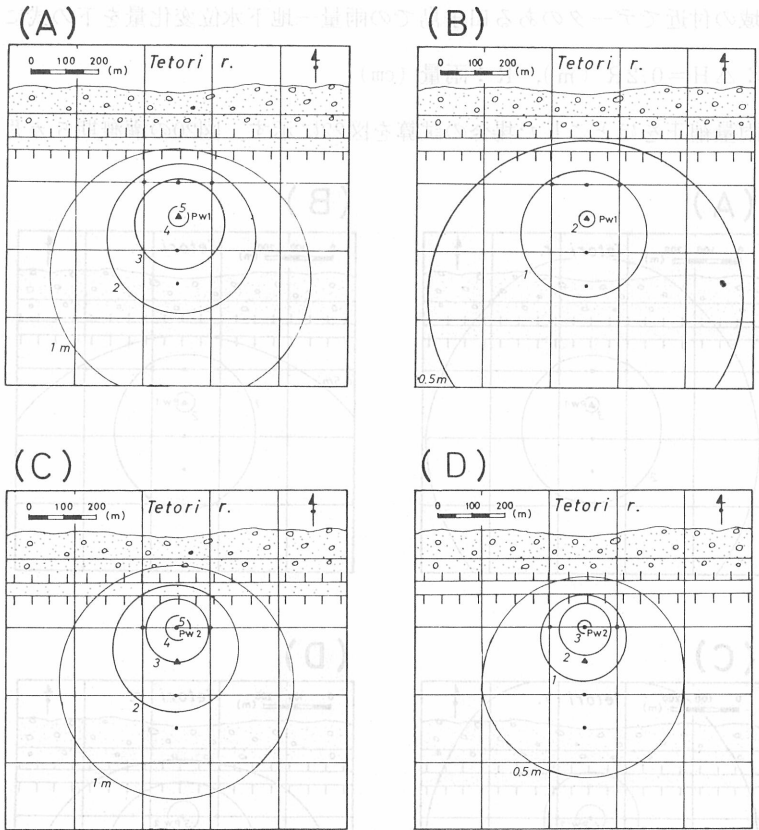 (A)
0 100 200 (m)
Tetori r.
5
Pw1
4
3
2
1 m
(B)
0 100 200 (m)
Tetori r.
Pw1
2
1
0.5m
(C)
0 100 200 (m)
Tetori r.
5
Pw2
4
3
2
1 m
(D)
0 100 200 (m)
Tetori r.
Pw2
3
2
1
0.5m